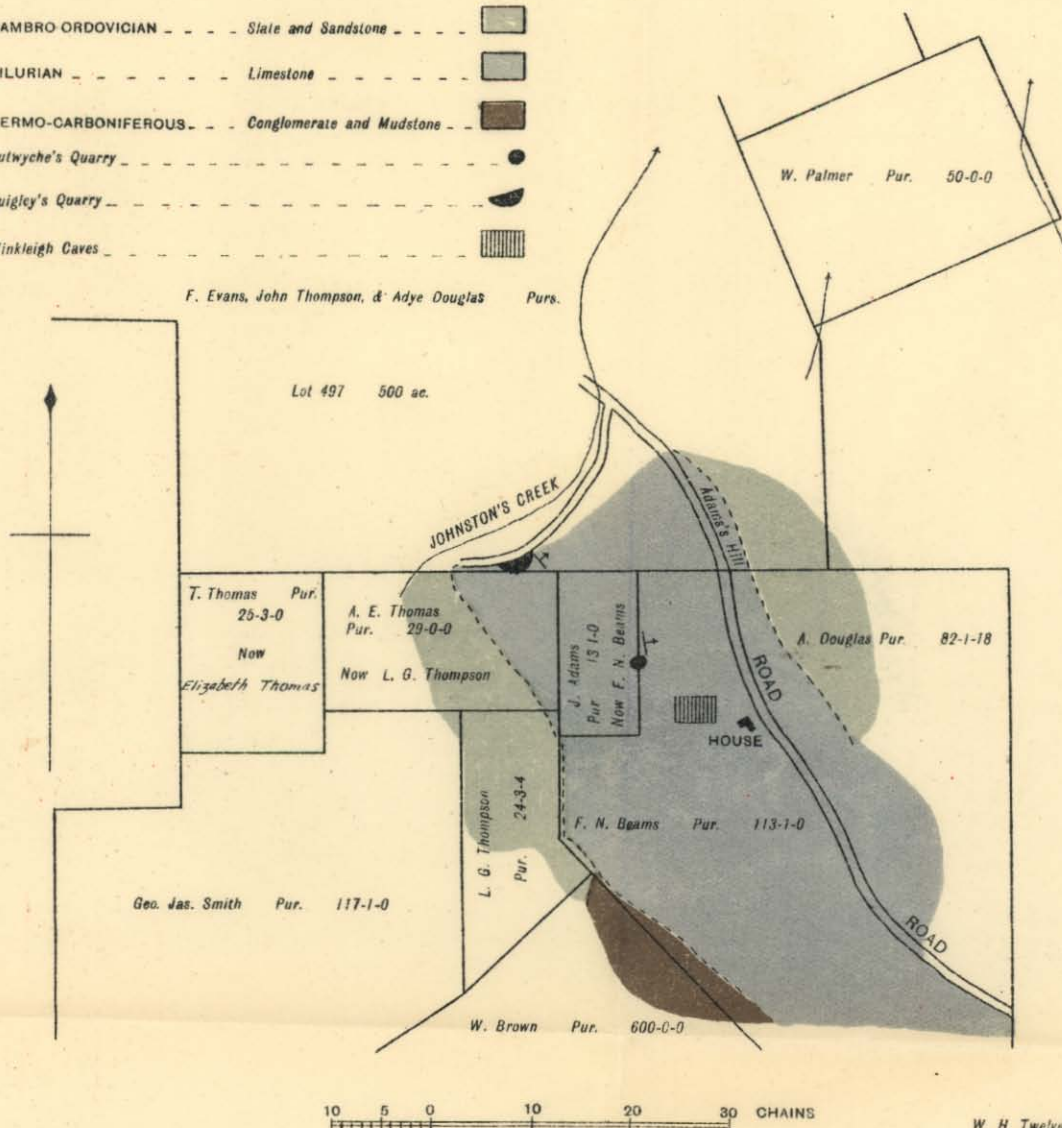 AMBRO-ORDOVICIAN Slate and Sandstone
ILURIAN Limestone
ERMO-CARBONIFEROUS Conglomerate and Mudstone
utwyche's Quarry
uigley's Quarry
inkleigh Caves
W. Palmer Pur. 50-0-0
F. Evans, John Thompson, & Adye Douglas Purs.
Lot 497 500 ac.
JOHNSTON'S CREEK
Adams's Hill
T. Thomas Pur.
25-3-0
Now
Elizabeth Thomas
A. E. Thomas
Pur. 29-0-0
Now L. G. Thompson
J. Adams
Pur 13 1-0
Now F. N. Beams
A. Douglas Pur. 82-1-18
ROAD
HOUSE
L. G. Thompson
Pur. 24-3-4
F. N. Beams Pur. 113-1-0
Geo. Jas. Smith Pur. 117-1-0
ROAD
W. Brown Pur. 600-0-0
10 5 0 10 20 30 CHAINS
W. H. Twelve